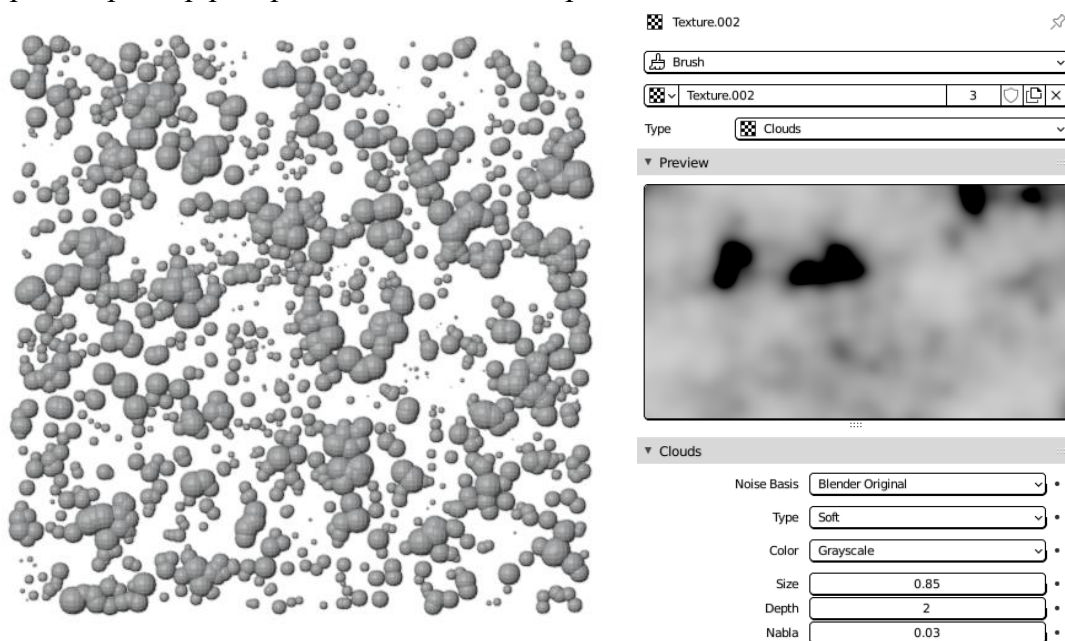 Texture.002
Brush
Texture.002 3
Type Clouds
Preview
Clouds
Noise Basis Blender Original
Type Soft
Color Grayscale
Size 0.85
Depth 2
Nabla 0.03